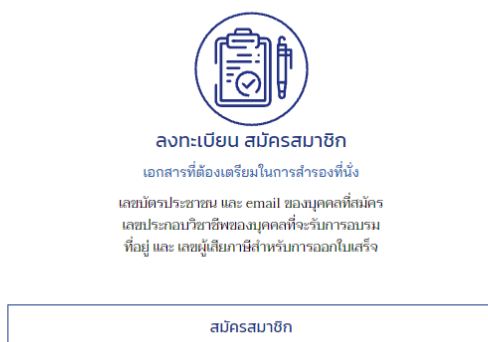 ลงทะเบียน สมัครสมาชิก
เอกสารที่ต้องเตรียมในการสำรองที่นั่ง
เลขบัตรประชาชน และ email ของบุคคลที่สมัคร
เลขประกอบวิชาชีพของบุคคลที่จะรับการอบรม
ที่อยู่ และ เลขผู้เสียภาษีสำหรับการออกใบเสร็จ
สมัครสมาชิก